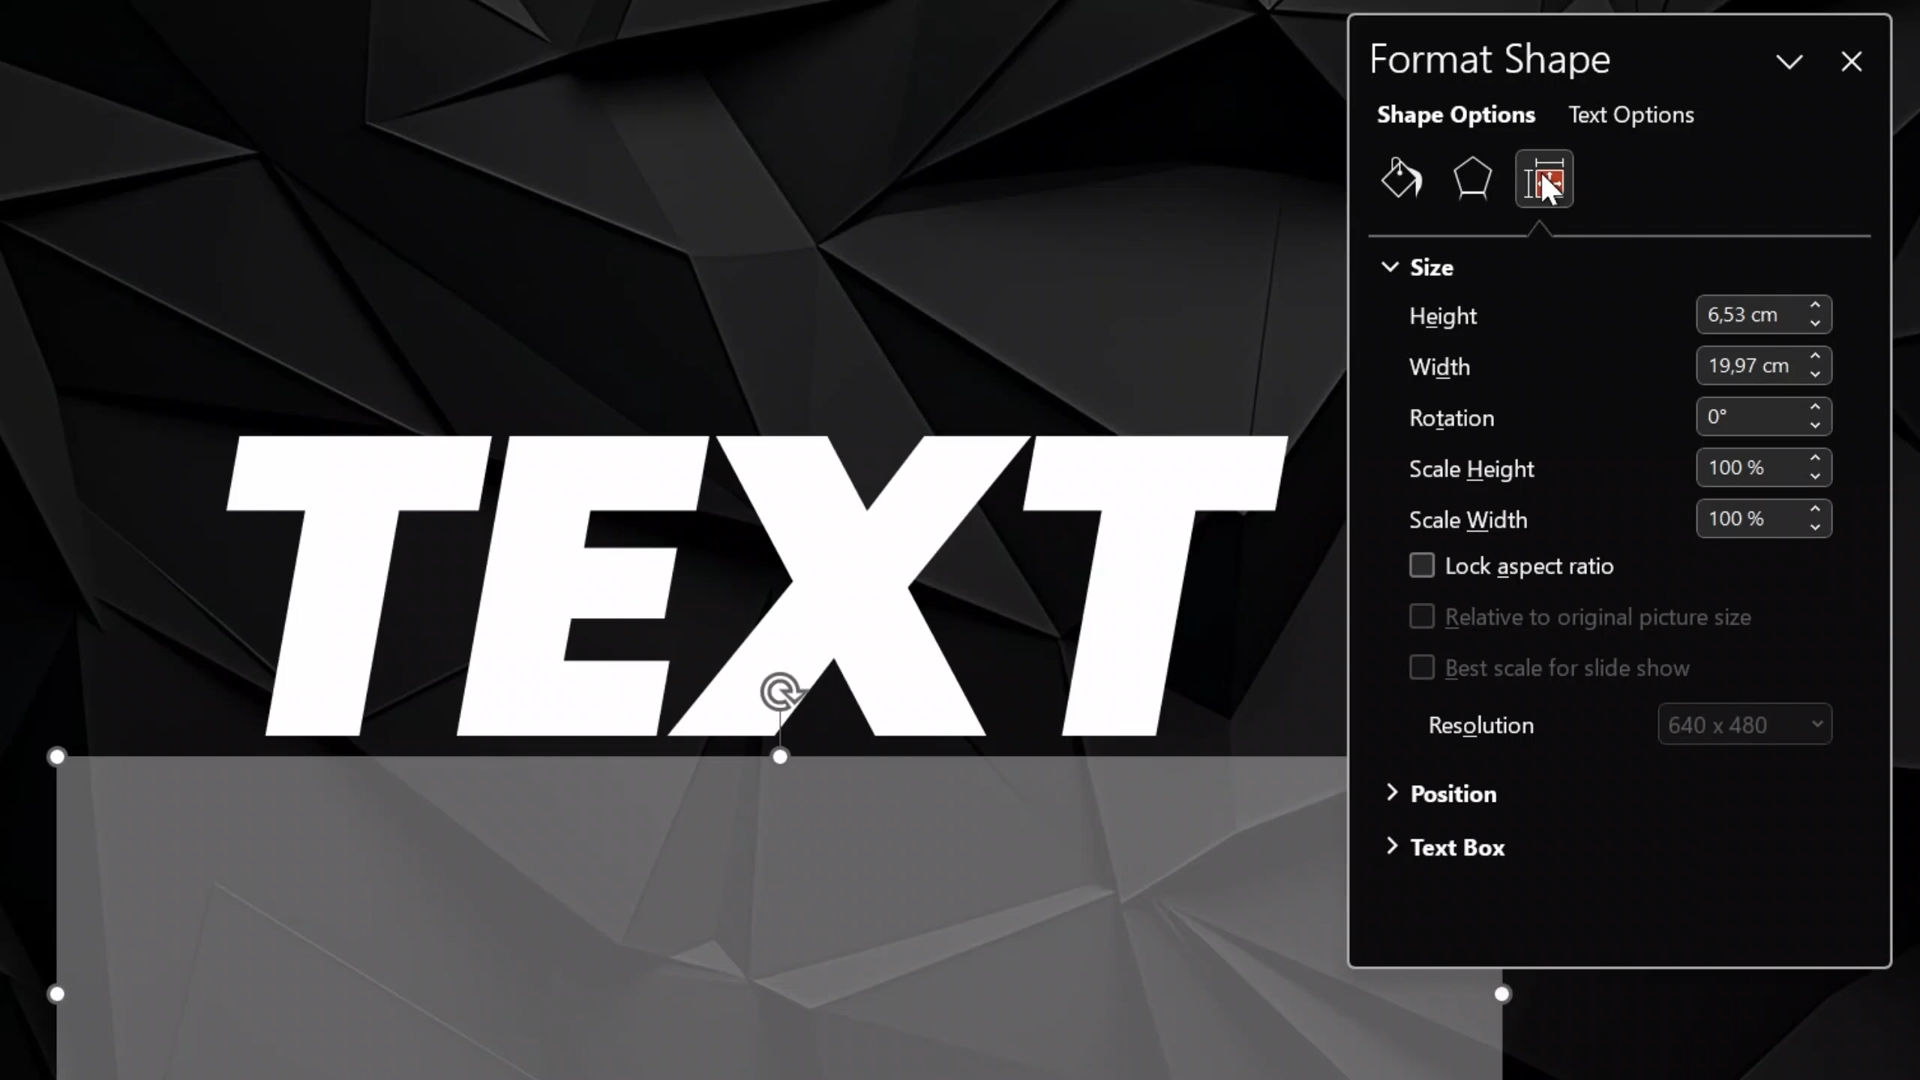 Format Shape
Shape Options Text Options
Size
Height 6,53 cm
Width 19,97 cm
Rotation 0°
Scale Height 100 %
Scale Width 100 %
Lock aspect ratio
Relative to original picture size
Best scale for slide show
Resolution 640 x 480
Position
Text Box
TEXT